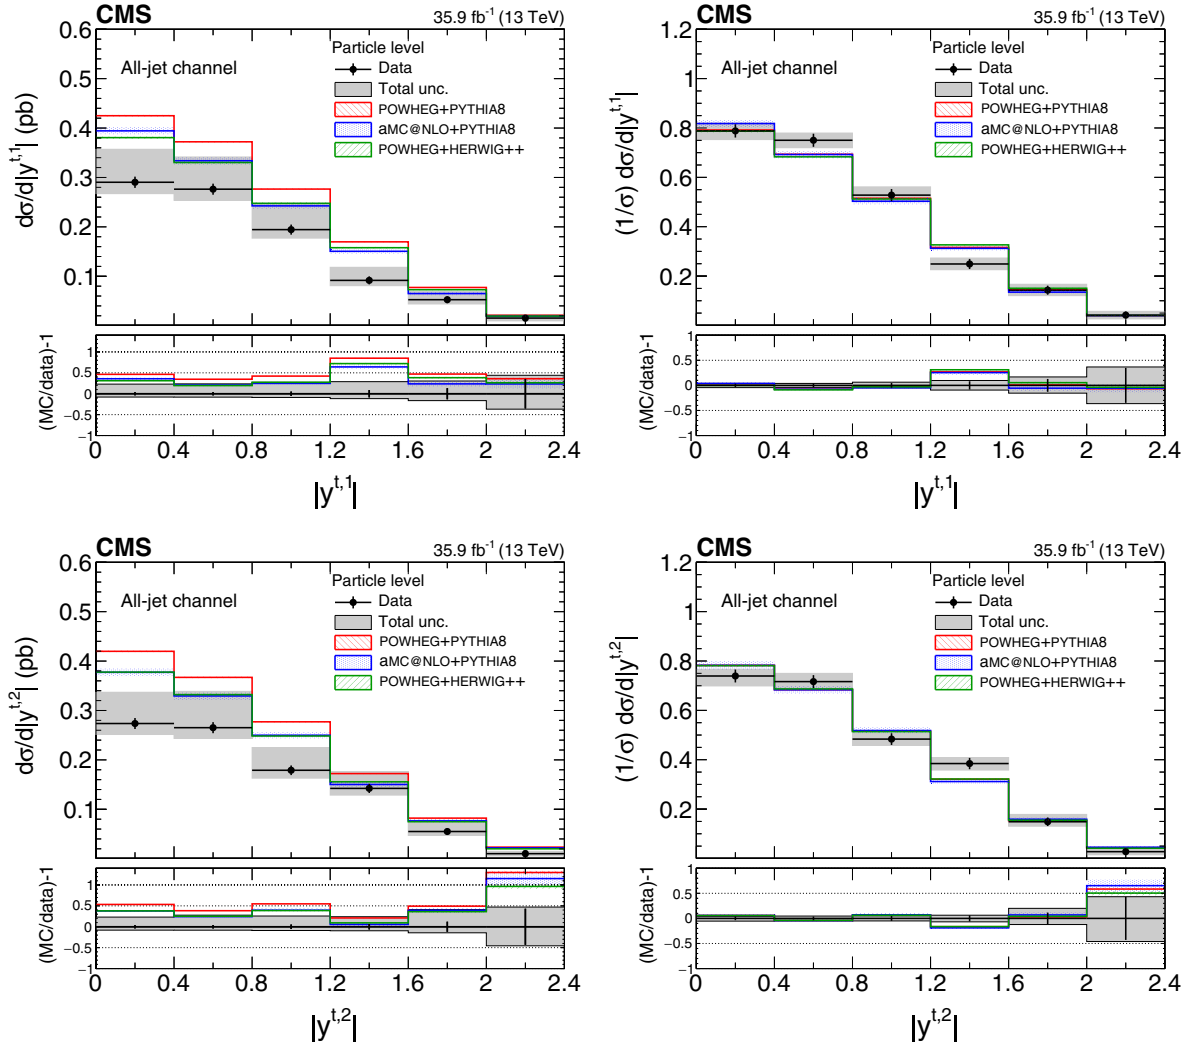 CMS 35.9 fb⁻¹ (13 TeV)
dσ/d|y^{t,1}| (pb)
0.6
0.5
0.4
0.3
0.2
0.1
All-jet channel
Particle level
Data
Total unc.
POWHEG+PYTHIA8
aMC@NLO+PYTHIA8
POWHEG+HERWIG++
(MC/data)-1
1
0.5
0
−0.5
−1
0 0.4 0.8 1.2 1.6 2 2.4
|y^{t,1}|
CMS 35.9 fb⁻¹ (13 TeV)
(1/σ) dσ/d|y^{t,1}|
1.2
1
0.8
0.6
0.4
0.2
All-jet channel
Particle level
Data
Total unc.
POWHEG+PYTHIA8
aMC@NLO+PYTHIA8
POWHEG+HERWIG++
(MC/data)-1
1
0.5
0
−0.5
−1
0 0.4 0.8 1.2 1.6 2 2.4
|y^{t,1}|
CMS 35.9 fb⁻¹ (13 TeV)
dσ/d|y^{t,2}| (pb)
0.6
0.5
0.4
0.3
0.2
0.1
All-jet channel
Particle level
Data
Total unc.
POWHEG+PYTHIA8
aMC@NLO+PYTHIA8
POWHEG+HERWIG++
(MC/data)-1
1
0.5
0
−0.5
−1
0 0.4 0.8 1.2 1.6 2 2.4
|y^{t,2}|
CMS 35.9 fb⁻¹ (13 TeV)
(1/σ) dσ/d|y^{t,2}|
1.2
1
0.8
0.6
0.4
0.2
All-jet channel
Particle level
Data
Total unc.
POWHEG+PYTHIA8
aMC@NLO+PYTHIA8
POWHEG+HERWIG++
(MC/data)-1
1
0.5
0
−0.5
−1
0 0.4 0.8 1.2 1.6 2 2.4
|y^{t,2}|